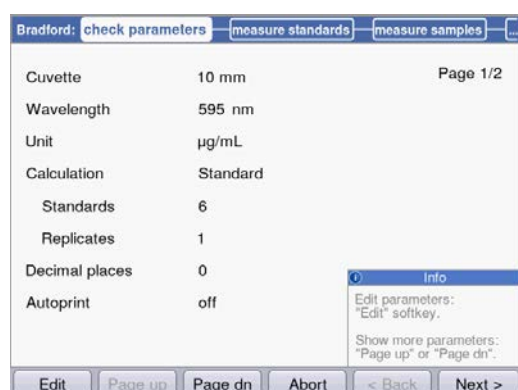 Bradford: check parameters measure standards measure samples ...
Page 1/2
Cuvette 10 mm
Wavelength 595 nm
Unit µg/mL
Calculation Standard
Standards 6
Replicates 1
Decimal places 0
Autoprint off
Info
Edit parameters:
"Edit" softkey.
Show more parameters:
"Page up" or "Page dn".
Edit Page up Page dn Abort < Back Next >